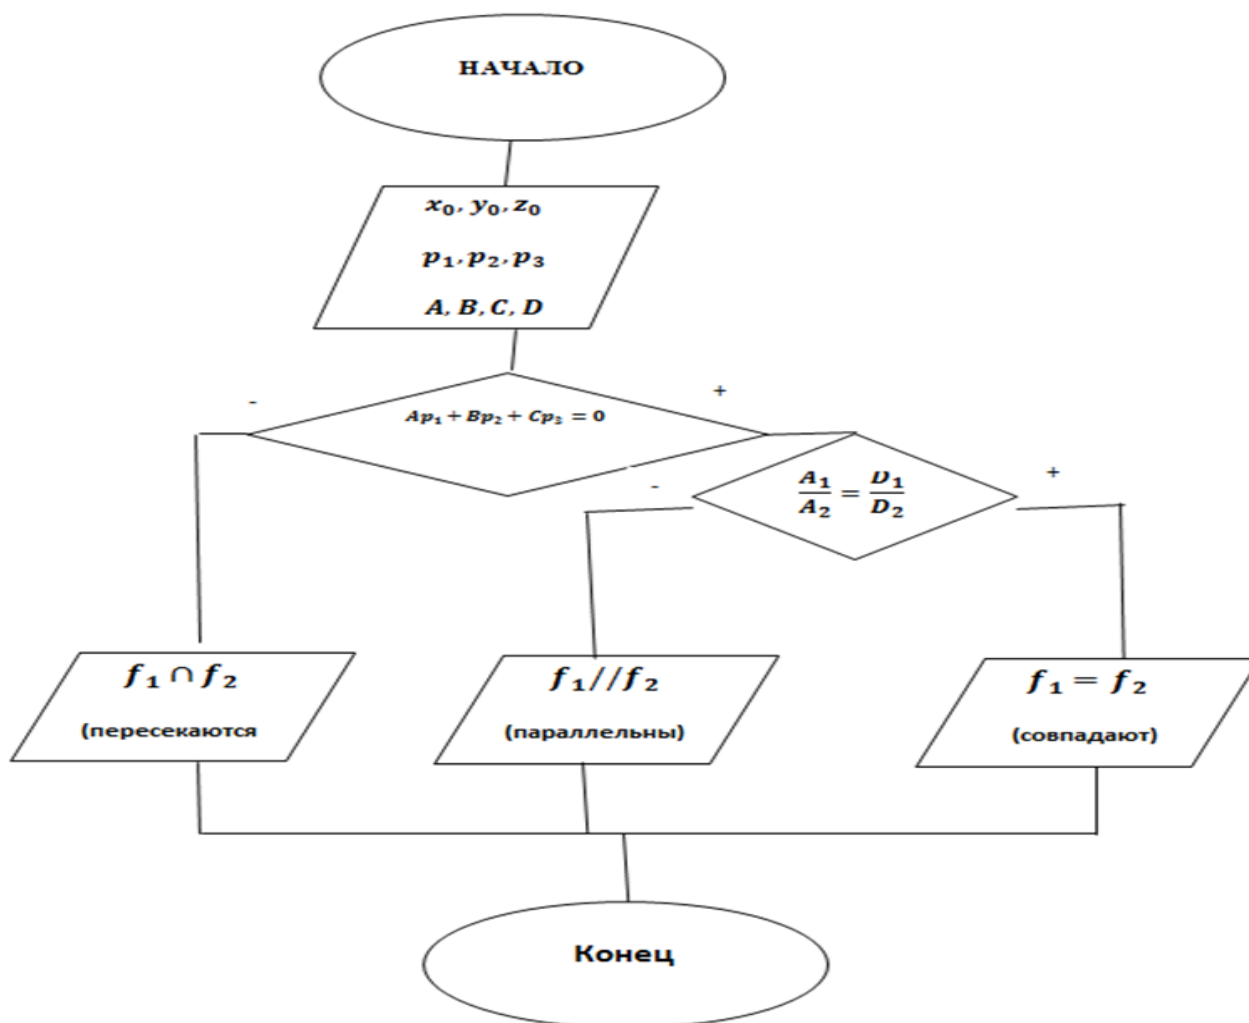 НАЧАЛО
x₀, y₀, z₀
p₁, p₂, p₃
A, B, C, D
-
+
Ap₁ + Bp₂ + Cp₃ = 0
-
A₁/A₂ = D₁/D₂
+
f₁ ∩ f₂
(пересекаются
f₁//f₂
(параллельны)
f₁ = f₂
(совпадают)
Конец